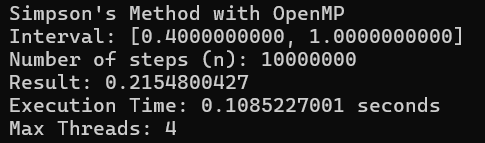 Simpson's Method with OpenMP
Interval: [0.4000000000, 1.0000000000]
Number of steps (n): 10000000
Result: 0.2154800427
Execution Time: 0.1085227001 seconds
Max Threads: 4